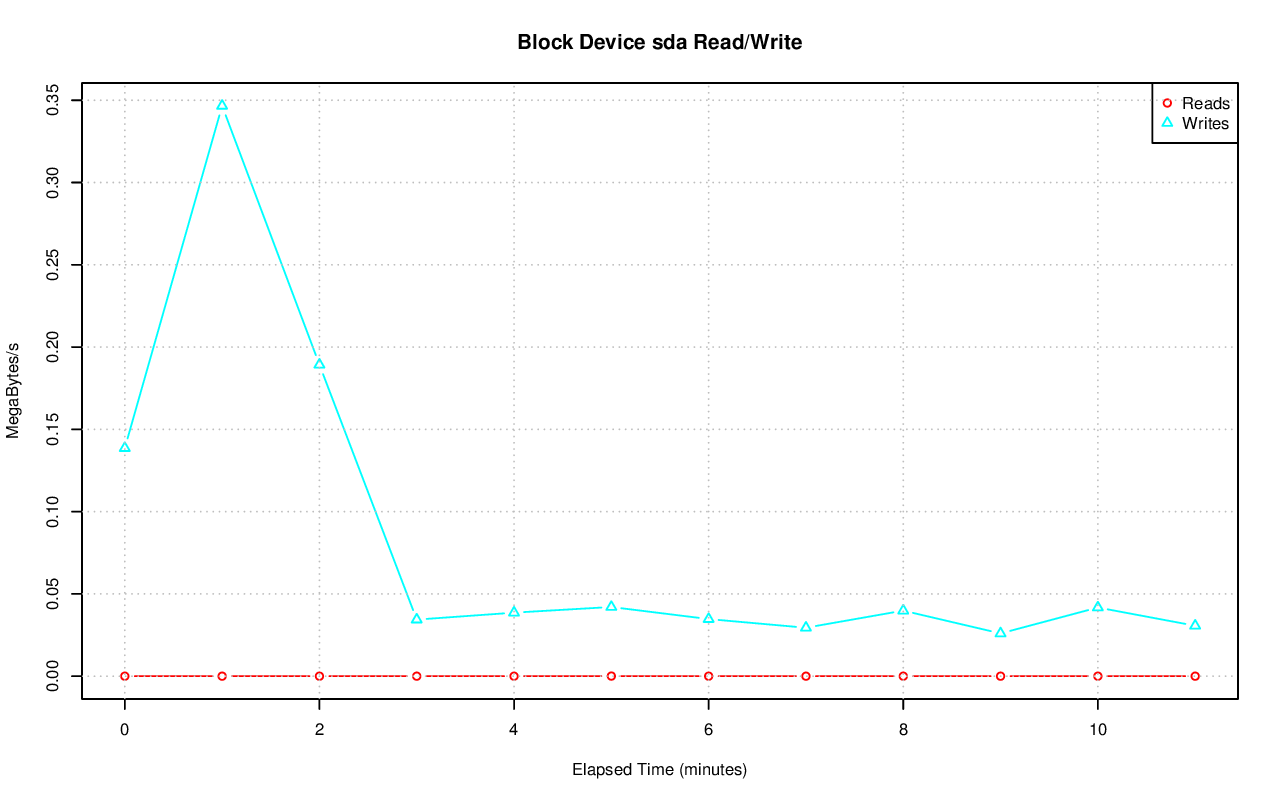 Block Device sda Read/Write
Reads
Writes
MegaBytes/s
0.35
0.30
0.25
0.20
0.15
0.10
0.05
0.00
0 2 4 6 8 10
Elapsed Time (minutes)